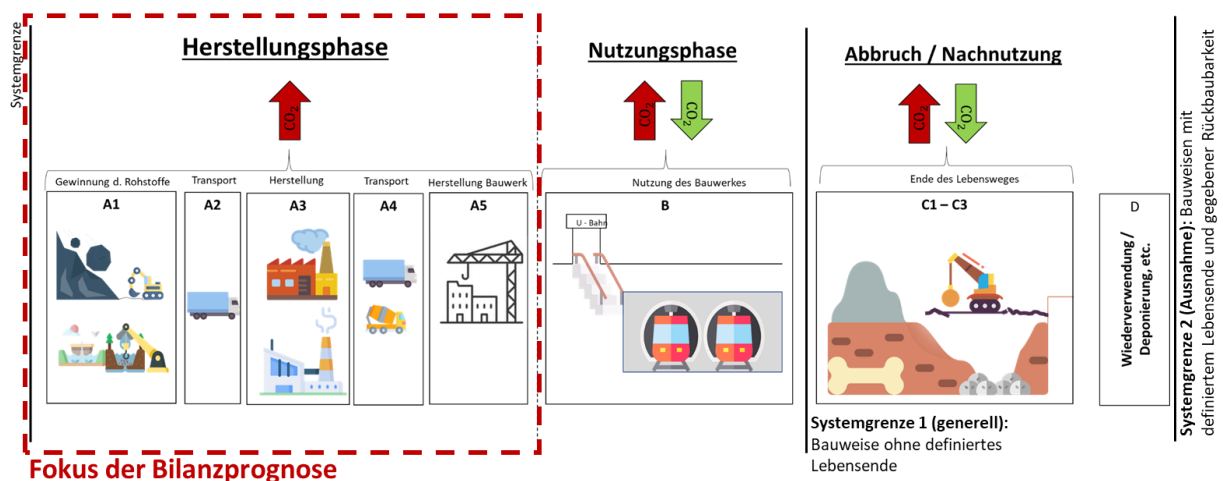 Systemgrenze
Herstellungsphase
Nutzungsphase
Abbruch / Nachnutzung
CO2
CO2
CO2
CO2
CO2
Gewinnung d. Rohstoffe
Transport
Herstellung
Transport
Herstellung Bauwerk
Nutzung des Bauwerkes
Ende des Lebensweges
A1
A2
A3
A4
A5
B
C1 – C3
D
U - Bahn
Wiederverwendung /
Deponierung, etc.
Systemgrenze 1 (generell):
Bauweise ohne definiertes
Lebensende
Systemgrenze 2 (Ausnahme): Bauweisen mit
definiertem Lebensende und gegebener Rückbaubarkeit
Fokus der Bilanzprognose